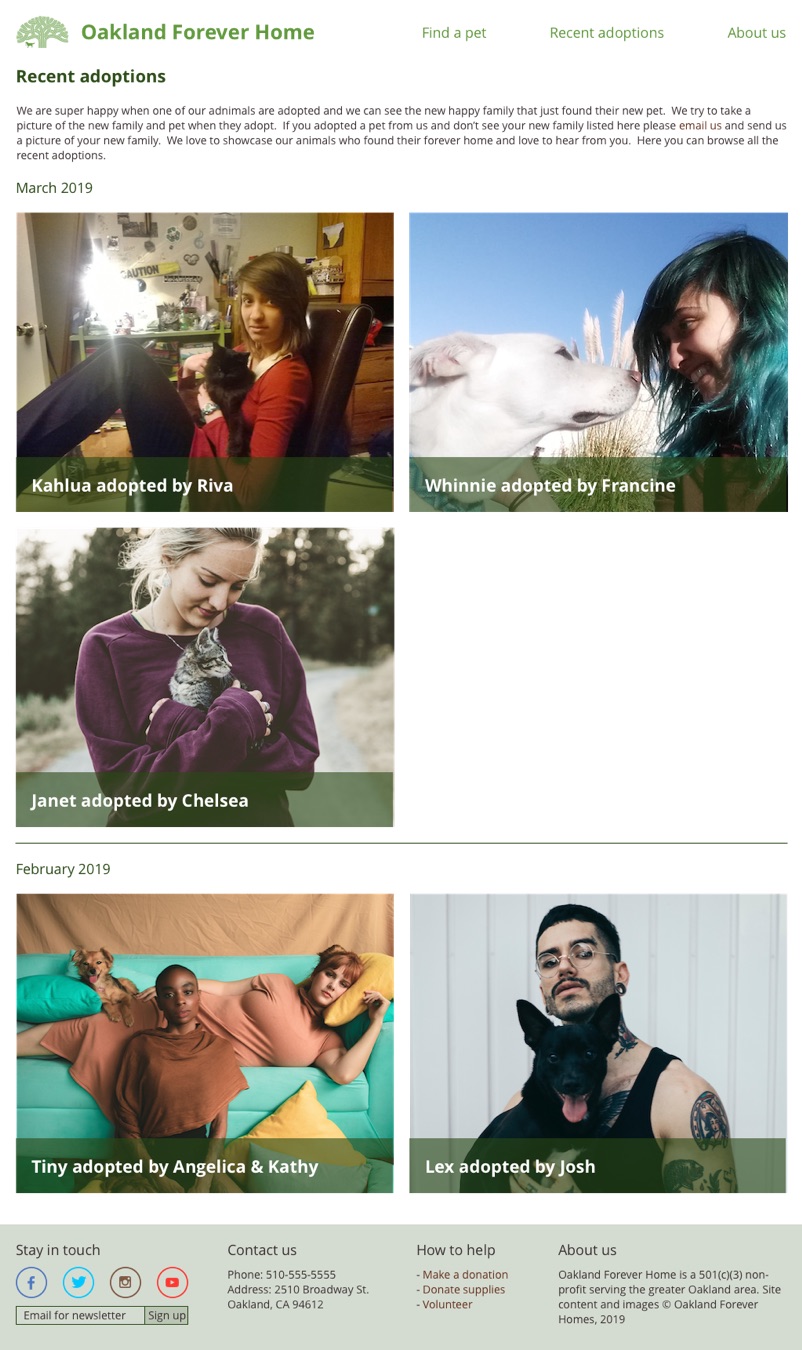 Oakland Forever Home
Find a pet
Recent adoptions
About us
Recent adoptions
We are super happy when one of our adnimals are adopted and we can see the new happy family that just found their new pet.  We try to take a
picture of the new family and pet when they adopt.  If you adopted a pet from us and don’t see your new family listed here please email us and send us
a picture of your new family.  We love to showcase our animals who found their forever home and love to hear from you.  Here you can browse all the
recent adoptions.
March 2019
CAUTION
Kahlua adopted by Riva
Whinnie adopted by Francine
Janet adopted by Chelsea
February 2019
Tiny adopted by Angelica & Kathy
Lex adopted by Josh
Stay in touch
Email for newsletter
Sign up
Contact us
Phone: 510-555-5555
Address: 2510 Broadway St.
Oakland, CA 94612
How to help
- Make a donation
- Donate supplies
- Volunteer
About us
Oakland Forever Home is a 501(c)(3) non-
profit serving the greater Oakland area. Site
content and images © Oakland Forever
Homes, 2019